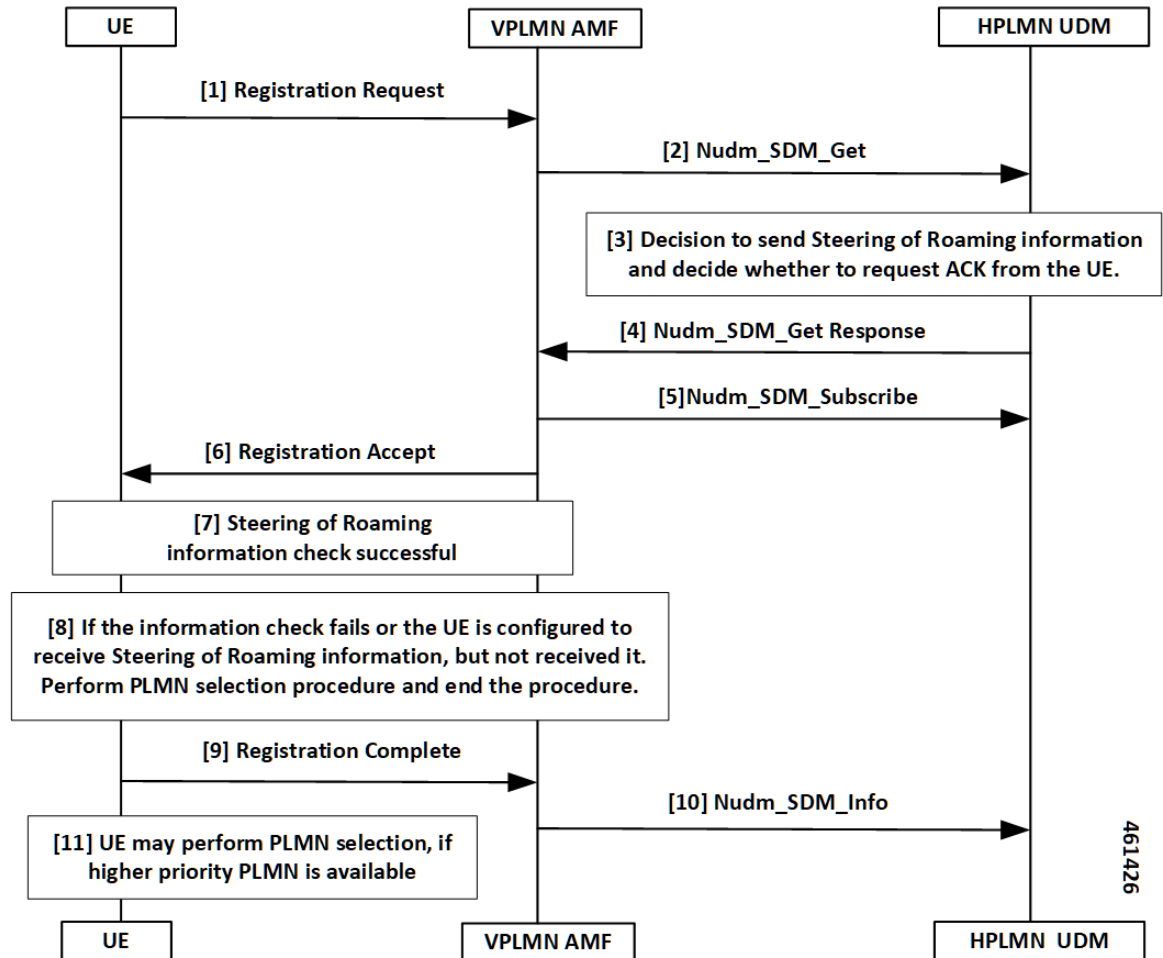 UE
VPLMN AMF
HPLMN UDM
[1] Registration Request
[2] Nudm_SDM_Get
[3] Decision to send Steering of Roaming information
and decide whether to request ACK from the UE.
[4] Nudm_SDM_Get Response
[5]Nudm_SDM_Subscribe
[6] Registration Accept
[7] Steering of Roaming
information check successful
[8] If the information check fails or the UE is configured to
receive Steering of Roaming information, but not received it.
Perform PLMN selection procedure and end the procedure.
[9] Registration Complete
[10] Nudm_SDM_Info
[11] UE may perform PLMN selection, if
higher priority PLMN is available
461426
UE
VPLMN AMF
HPLMN UDM